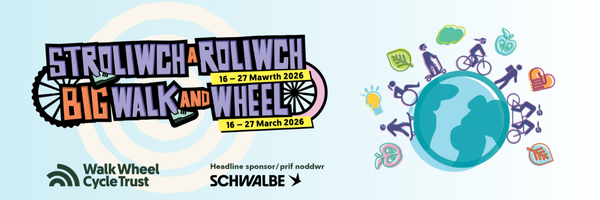 STROLIWCH A ROLIWCH
16 – 27 Mawrth 2026
BIG WALK AND WHEEL
16 – 27 March 2026
Walk Wheel
Cycle Trust
Headline sponsor/prif noddwr
SCHWALBE